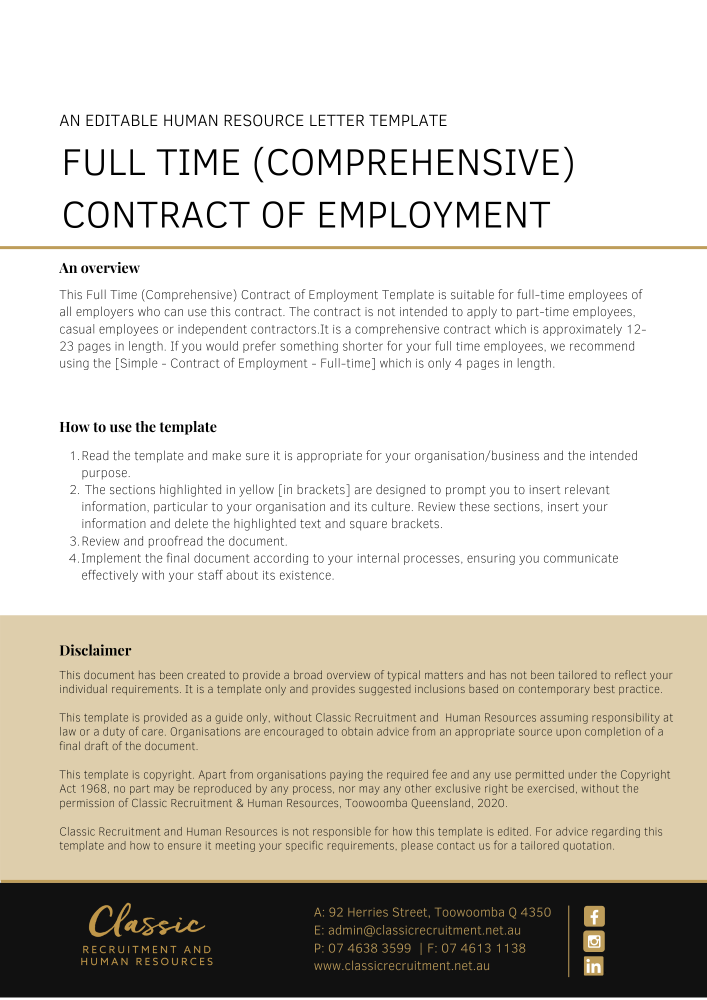 AN EDITABLE HUMAN RESOURCE LETTER TEMPLATE
FULL TIME (COMPREHENSIVE)
CONTRACT OF EMPLOYMENT
An overview
This Full Time (Comprehensive) Contract of Employment Template is suitable for full-time employees of
all employers who can use this contract. The contract is not intended to apply to part-time employees,
casual employees or independent contractors.It is a comprehensive contract which is approximately 12-
23 pages in length. If you would prefer something shorter for your full time employees, we recommend
using the [Simple - Contract of Employment - Full-time] which is only 4 pages in length.
How to use the template
1. Read the template and make sure it is appropriate for your organisation/business and the intended
purpose.
2. The sections highlighted in yellow [in brackets] are designed to prompt you to insert relevant
information, particular to your organisation and its culture. Review these sections, insert your
information and delete the highlighted text and square brackets.
3. Review and proofread the document.
4. Implement the final document according to your internal processes, ensuring you communicate
effectively with your staff about its existence.
Disclaimer
This document has been created to provide a broad overview of typical matters and has not been tailored to reflect your
individual requirements. It is a template only and provides suggested inclusions based on contemporary best practice.
This template is provided as a guide only, without Classic Recruitment and Human Resources assuming responsibility at
law or a duty of care. Organisations are encouraged to obtain advice from an appropriate source upon completion of a
final draft of the document.
This template is copyright. Apart from organisations paying the required fee and any use permitted under the Copyright
Act 1968, no part may be reproduced by any process, nor may any other exclusive right be exercised, without the
permission of Classic Recruitment & Human Resources, Toowoomba Queensland, 2020.
Classic Recruitment and Human Resources is not responsible for how this template is edited. For advice regarding this
template and how to ensure it meeting your specific requirements, please contact us for a tailored quotation.
Classic
RECRUITMENT AND
HUMAN RESOURCES
A: 92 Herries Street, Toowoomba Q 4350
E: admin@classicrecruitment.net.au
P: 07 4638 3599 | F: 07 4613 1138
www.classicrecruitment.net.au